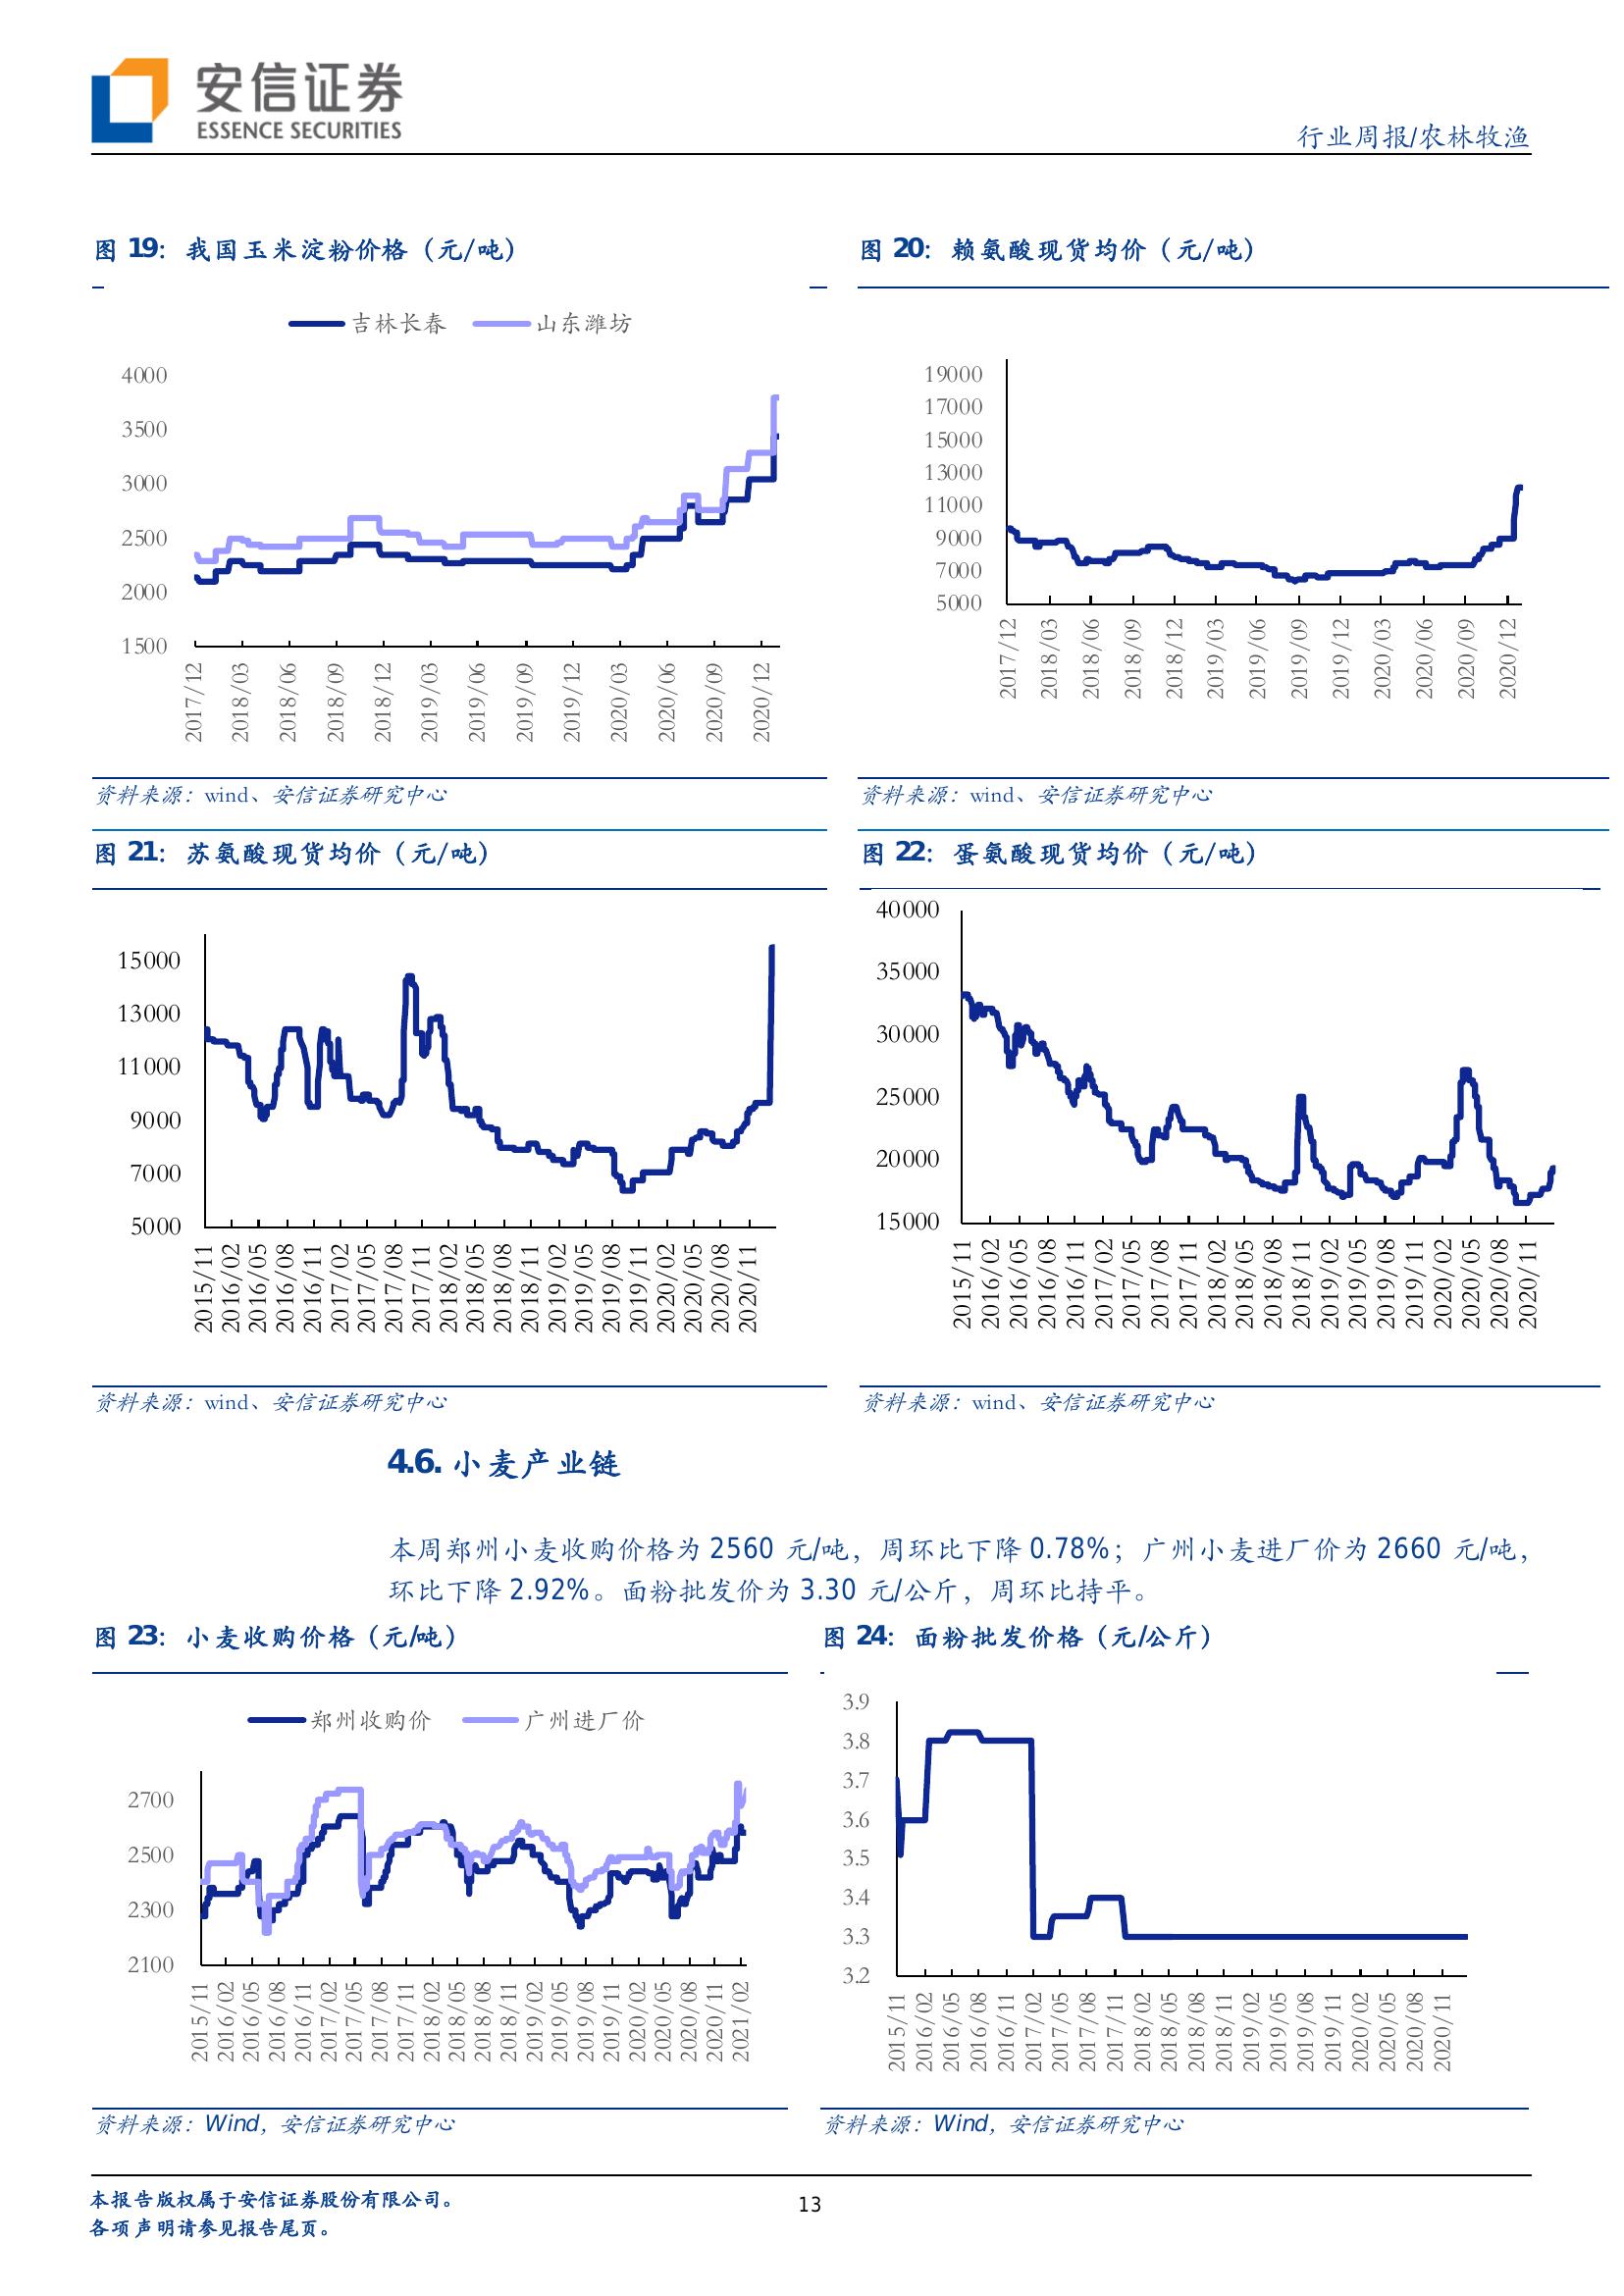 安信证券
ESSENCE SECURITIES
行业周报/农林牧渔
图 19：我国玉米淀粉价格（元/吨）
吉林长春 山东潍坊
4000
3500
3000
2500
2000
1500
2017/12 2018/03 2018/06 2018/09 2018/12 2019/03 2019/06 2019/09 2019/12 2020/03 2020/06 2020/09 2020/12
资料来源：wind、安信证券研究中心
图 20：赖氨酸现货均价（元/吨）
19000
17000
15000
13000
11000
9000
7000
5000
2017/12 2018/03 2018/06 2018/09 2018/12 2019/03 2019/06 2019/09 2019/12 2020/03 2020/06 2020/09 2020/12
资料来源：wind、安信证券研究中心
图 21：苏氨酸现货均价（元/吨）
15000
13000
11000
9000
7000
5000
2015/11 2016/02 2016/05 2016/08 2016/11 2017/02 2017/05 2017/08 2017/11 2018/02 2018/05 2018/08 2018/11 2019/02 2019/05 2019/08 2019/11 2020/02 2020/05 2020/08 2020/11
资料来源：wind、安信证券研究中心
图 22：蛋氨酸现货均价（元/吨）
40000
35000
30000
25000
20000
15000
2015/11 2016/02 2016/05 2016/08 2016/11 2017/02 2017/05 2017/08 2017/11 2018/02 2018/05 2018/08 2018/11 2019/02 2019/05 2019/08 2019/11 2020/02 2020/05 2020/08 2020/11
资料来源：wind、安信证券研究中心
4.6. 小麦产业链
本周郑州小麦收购价格为 2560 元/吨，周环比下降 0.78%；广州小麦进厂价为 2660 元/吨，
环比下降 2.92%。面粉批发价为 3.30 元/公斤，周环比持平。
图 23：小麦收购价格（元/吨）
郑州收购价 广州进厂价
2700
2500
2300
2100
2015/11 2016/02 2016/05 2016/08 2016/11 2017/02 2017/05 2017/08 2017/11 2018/02 2018/05 2018/08 2018/11 2019/02 2019/05 2019/08 2019/11 2020/02 2020/05 2020/08 2020/11 2021/02
资料来源：Wind，安信证券研究中心
图 24：面粉批发价格（元/公斤）
3.9
3.8
3.7
3.6
3.5
3.4
3.3
3.2
2015/11 2016/02 2016/05 2016/08 2016/11 2017/02 2017/05 2017/08 2017/11 2018/02 2018/05 2018/08 2018/11 2019/02 2019/05 2019/08 2019/11 2020/02 2020/05 2020/08 2020/11
资料来源：Wind，安信证券研究中心
本报告版权属于安信证券股份有限公司。
各项声明请参见报告尾页。
13